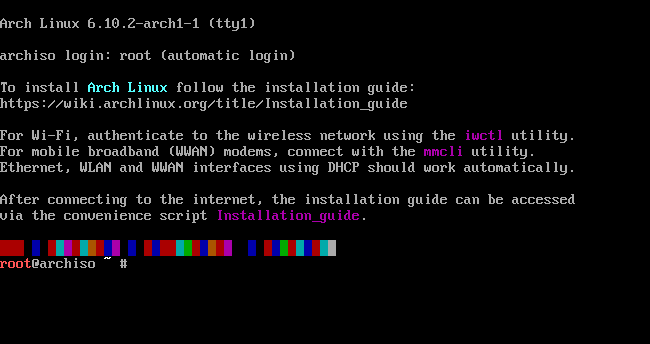 Arch Linux 6.10.2-arch1-1 (tty1)
archiso login: root (automatic login)
To install Arch Linux follow the installation guide:
https://wiki.archlinux.org/title/Installation_guide
For Wi-Fi, authenticate to the wireless network using the iwctl utility.
For mobile broadband (WWAN) modems, connect with the mmcli utility.
Ethernet, WLAN and WWAN interfaces using DHCP should work automatically.
After connecting to the internet, the installation guide can be accessed
via the convenience script Installation_guide.
root@archiso ~ #